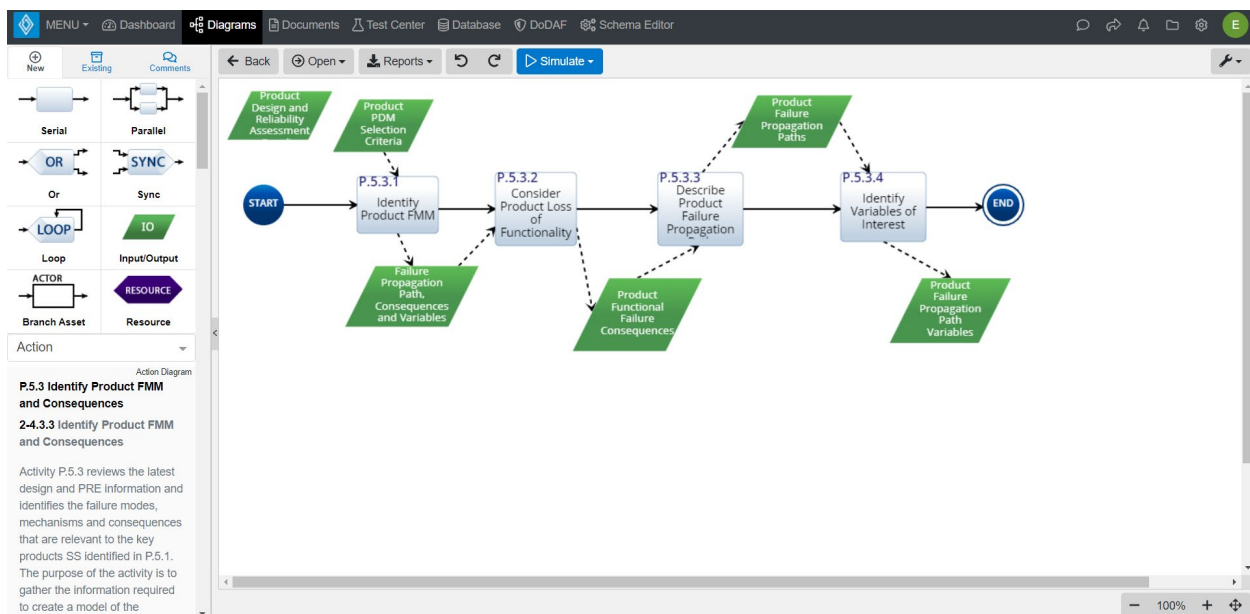 MENU Dashboard Diagrams Documents Test Center Database DoDAF Schema Editor E
New Existing Comments
Back Open Reports Simulate
Serial Parallel
OR SYNC
Or Sync
LOOP IO
Loop Input/Output
ACTOR RESOURCE
Branch Asset Resource
Action
Action Diagram
P.5.3 Identify Product FMM
and Consequences
2-4.3.3 Identify Product FMM
and Consequences
Activity P.5.3 reviews the latest
design and PRE information and
identifies the failure modes,
mechanisms and consequences
that are relevant to the key
products SS identified in P.5.1.
The purpose of the activity is to
gather the information required
to create a model of the
Product
Design and
Reliability
Assessment
Product
PDM
Selection
Criteria
Product
Failure
Propagation
Paths
START
P.5.3.1
Identify
Product FMM
P.5.3.2
Consider
Product Loss
of
Functionality
P.5.3.3
Describe
Product
Failure
Propagation
P.5.3.4
Identify
Variables of
Interest
END
Failure
Propagation
Path,
Consequences
and Variables
Product
Functional
Failure
Consequences
Product
Failure
Propagation
Path
Variables
100%